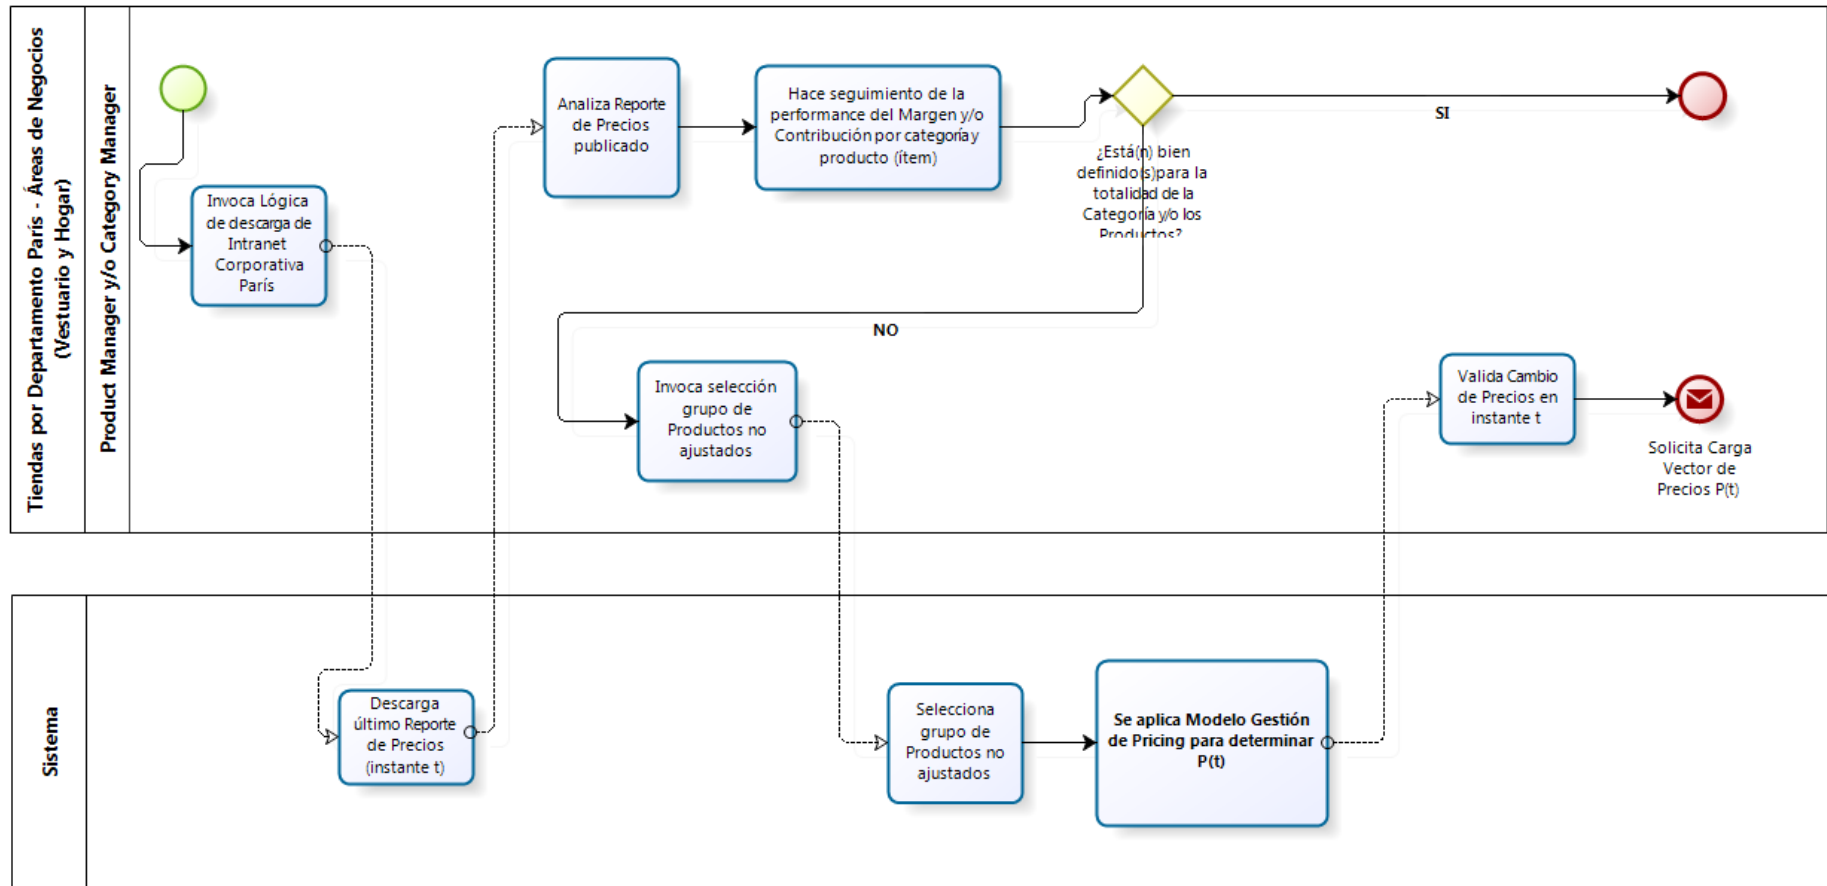 Tiendas por Departamento París - Áreas de Negocios
(Vestuario y Hogar)
Product Manager y/o Category Manager
Invoca Lógica
de descarga de
Intranet
Corporativa
París
Analiza Reporte
de Precios
publicado
Hace seguimiento de la
performance del Margen y/o
Contribución por categoría y
producto (ítem)
¿Está(n) bien
definido(s)para la
totalidad de la
Categoría y/o los
Productos?
SI
NO
Invoca selección
grupo de
Productos no
ajustados
Valida Cambio
de Precios en
instante t
Solicita Carga
Vector de
Precios P(t)
Sistema
Descarga
último Reporte
de Precios
(instante t)
Selecciona
grupo de
Productos no
ajustados
Se aplica Modelo Gestión
de Pricing para determinar
P(t)